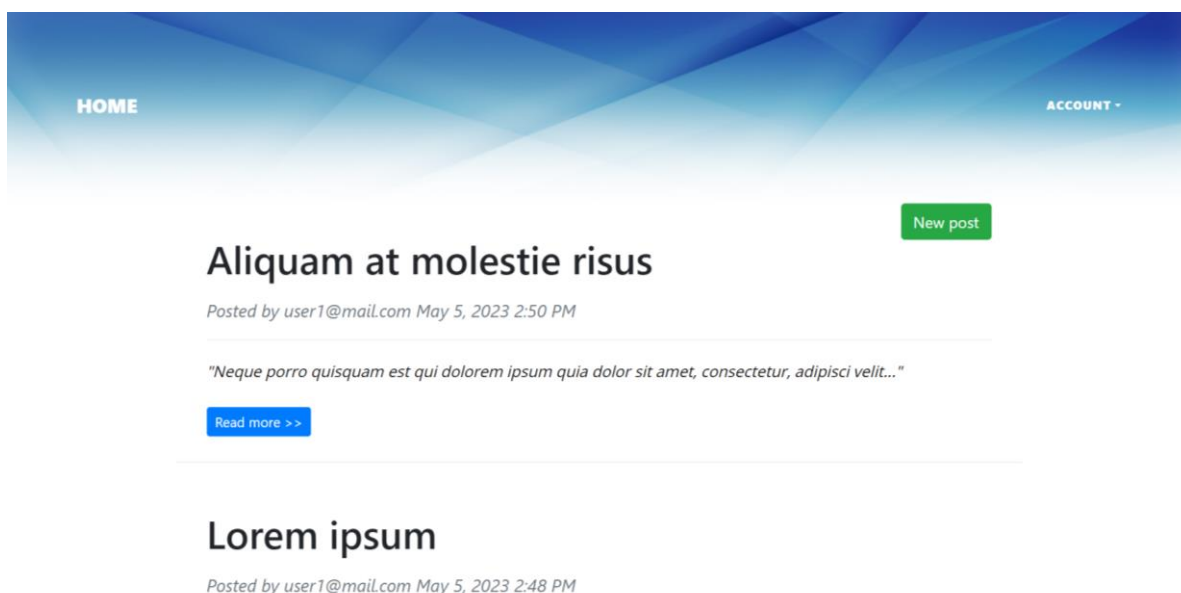 HOME
ACCOUNT
New post
Aliquam at molestie risus
Posted by user1@mail.com May 5, 2023 2:50 PM
"Neque porro quisquam est qui dolorem ipsum quia dolor sit amet, consectetur, adipisci velit..."
Read more >>
Lorem ipsum
Posted by user1@mail.com May 5, 2023 2:48 PM